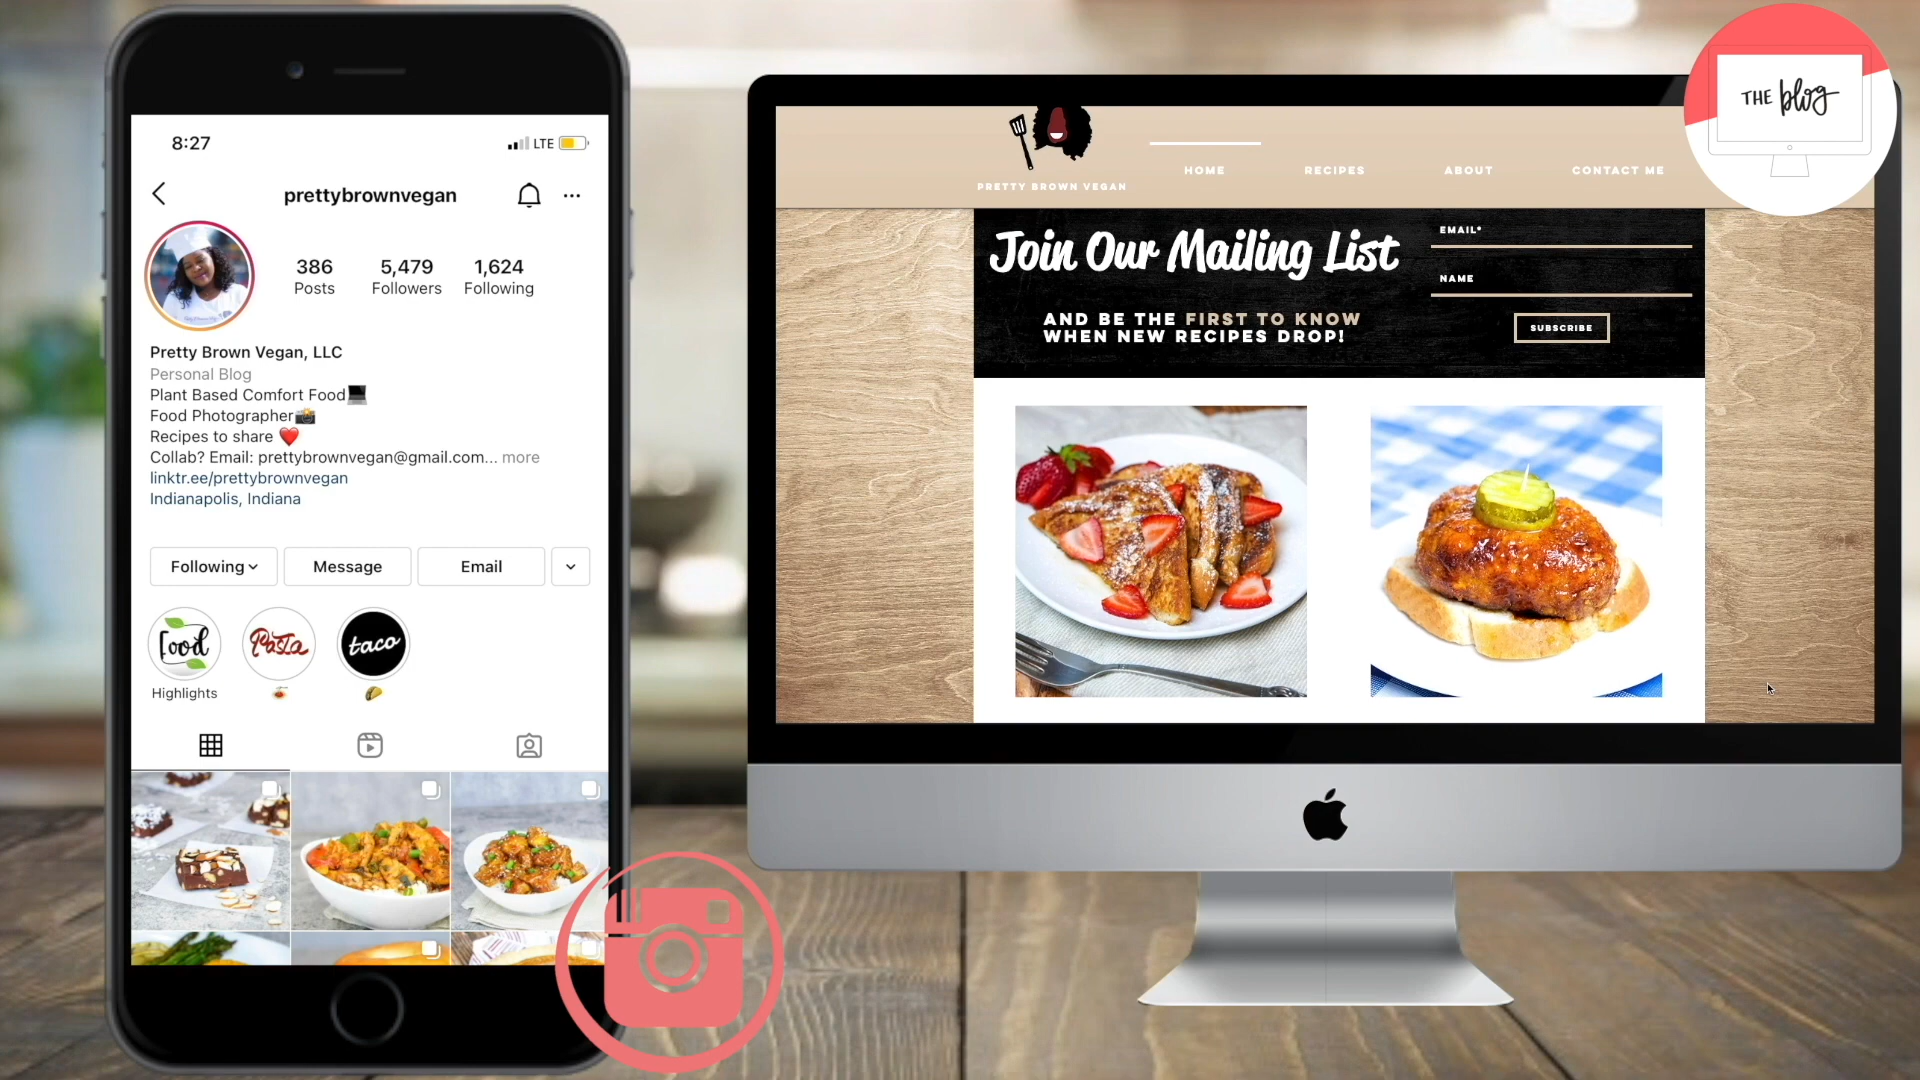 8:27
LTE
prettybrownvegan
386
Posts
5,479
Followers
1,624
Following
Pretty Brown Vegan, LLC
Personal Blog
Plant Based Comfort Food💻
Food Photographer📸
Recipes to share ❤️
Collab? Email: prettybrownvegan@gmail.com... more
linktr.ee/prettybrownvegan
Indianapolis, Indiana
Following
Message
Email
Food
Pasta
taco
Highlights
PRETTY BROWN VEGAN
HOME
RECIPES
ABOUT
CONTACT ME
THE blog
Join Our Mailing List
AND BE THE FIRST TO KNOW
WHEN NEW RECIPES DROP!
EMAIL*
NAME
SUBSCRIBE